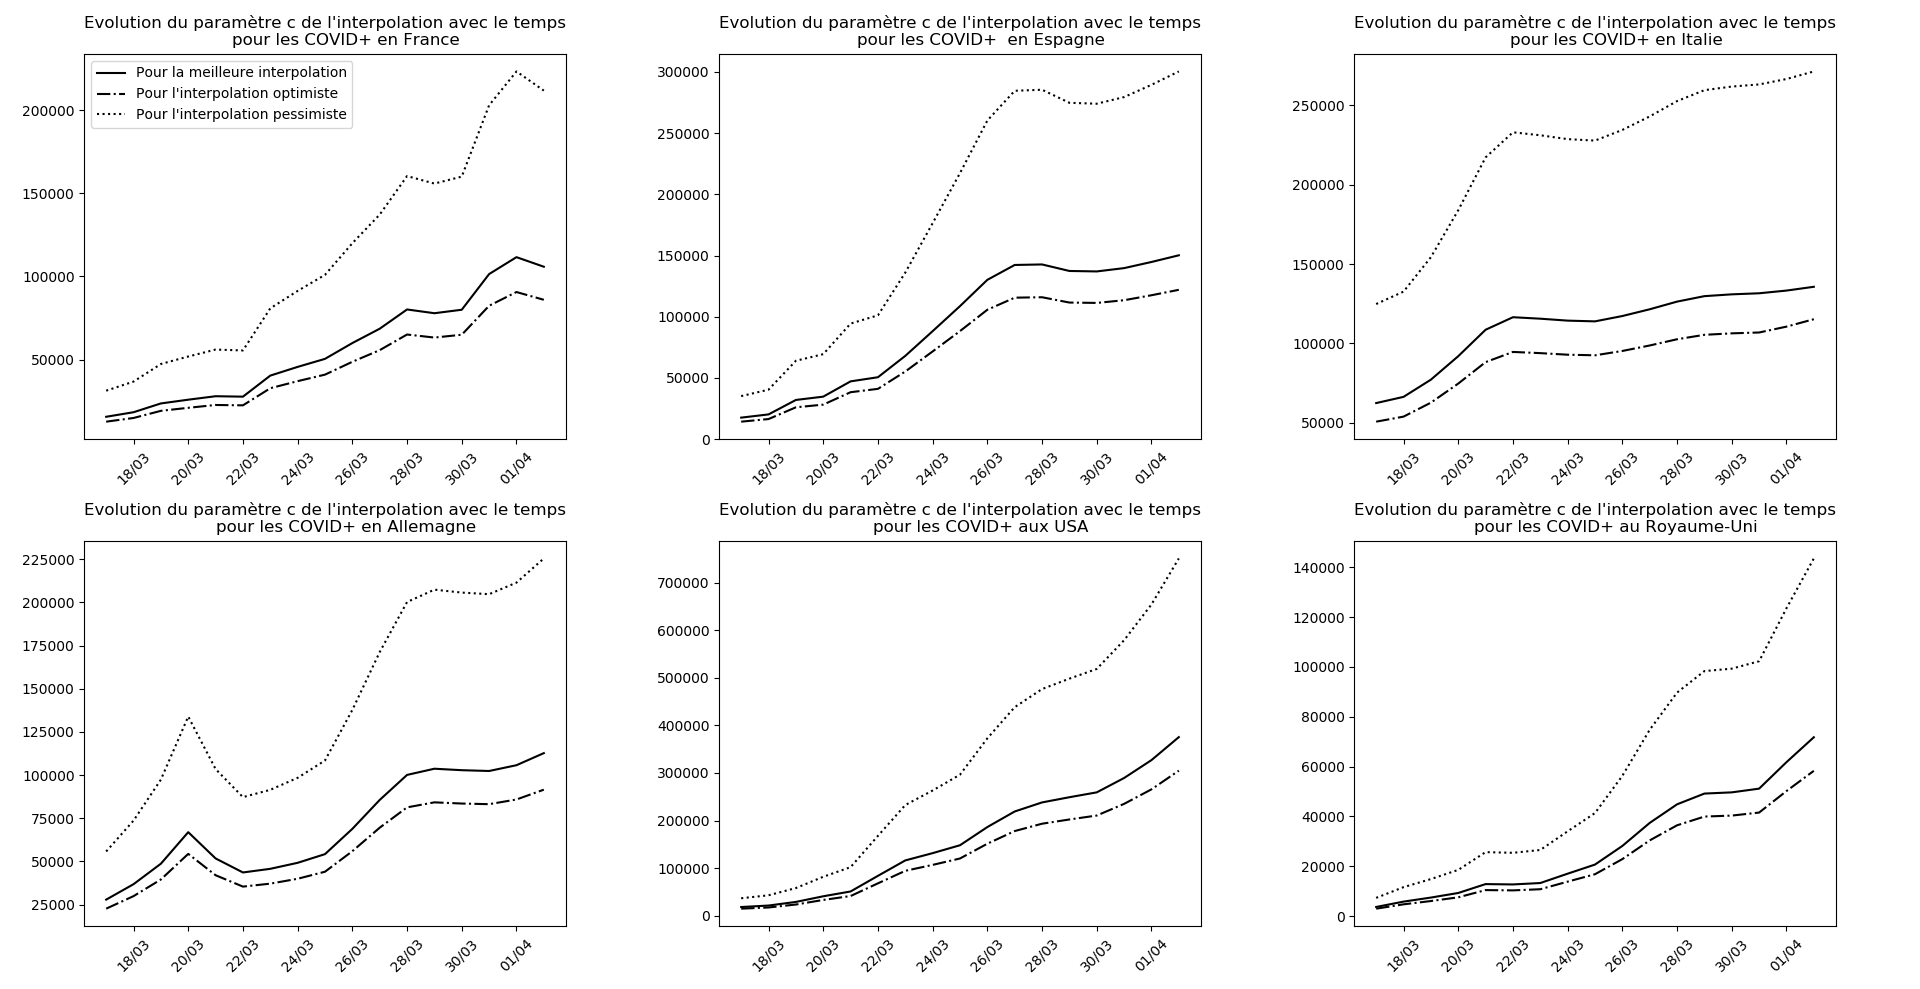 Evolution du paramètre c de l'interpolation avec le temps
pour les COVID+ en France
Pour la meilleure interpolation
Pour l'interpolation optimiste
Pour l'interpolation pessimiste
200000
150000
100000
50000
18/03 20/03 22/03 24/03 26/03 28/03 30/03 01/04
Evolution du paramètre c de l'interpolation avec le temps
pour les COVID+  en Espagne
300000
250000
200000
150000
100000
50000
0
18/03 20/03 22/03 24/03 26/03 28/03 30/03 01/04
Evolution du paramètre c de l'interpolation avec le temps
pour les COVID+ en Italie
250000
200000
150000
100000
50000
18/03 20/03 22/03 24/03 26/03 28/03 30/03 01/04
Evolution du paramètre c de l'interpolation avec le temps
pour les COVID+ en Allemagne
225000
200000
175000
150000
125000
100000
75000
50000
25000
18/03 20/03 22/03 24/03 26/03 28/03 30/03 01/04
Evolution du paramètre c de l'interpolation avec le temps
pour les COVID+ aux USA
700000
600000
500000
400000
300000
200000
100000
0
18/03 20/03 22/03 24/03 26/03 28/03 30/03 01/04
Evolution du paramètre c de l'interpolation avec le temps
pour les COVID+ au Royaume-Uni
140000
120000
100000
80000
60000
40000
20000
0
18/03 20/03 22/03 24/03 26/03 28/03 30/03 01/04